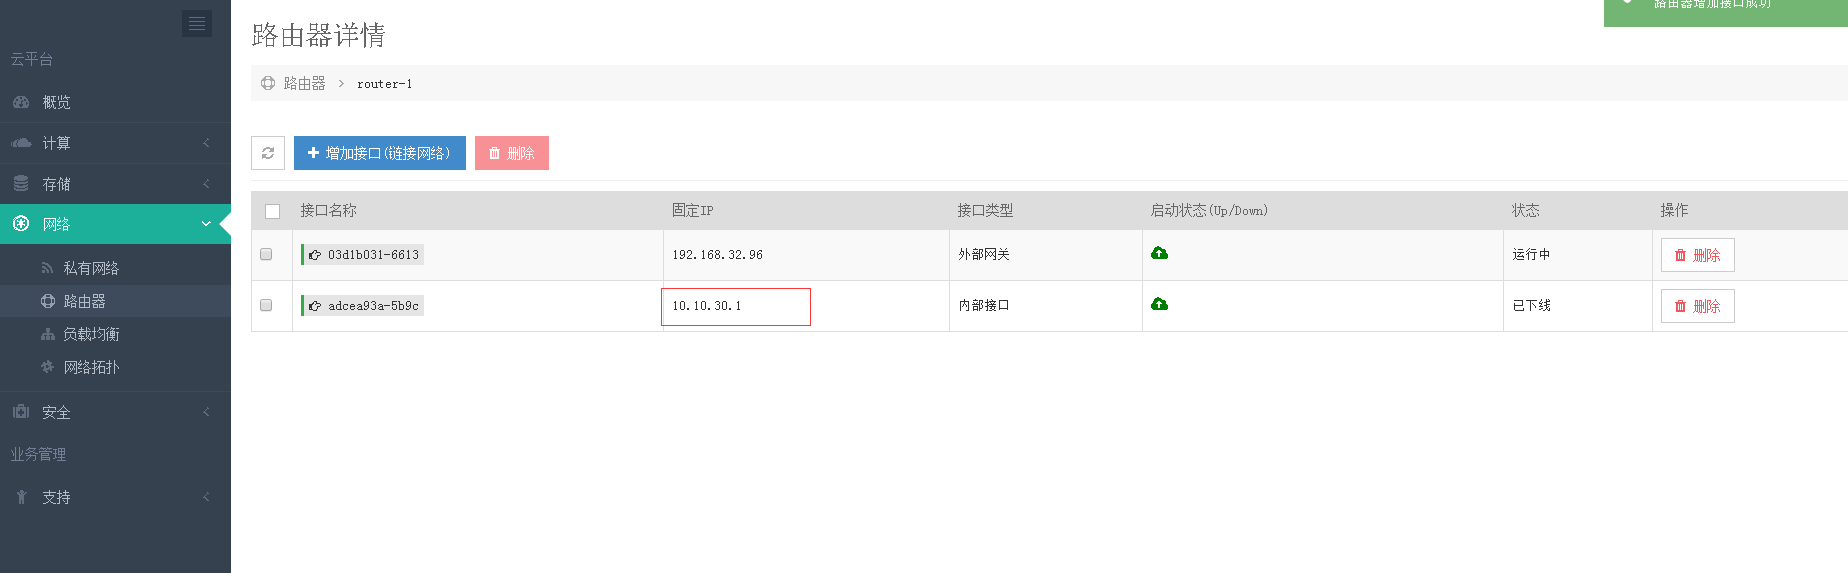 路由器增加接口成功
云平台
概览
计算
存储
网络
私有网络
路由器
负载均衡
网络拓扑
安全
业务管理
支持
路由器详情
路由器 > router-1
增加接口(链接网络) 删除
接口名称 固定IP 接口类型 启动状态(Up/Down) 状态 操作
03d1b031-6613 192.168.32.96 外部网关 运行中 删除
adcea93a-5b9c 10.10.30.1 内部接口 已下线 删除